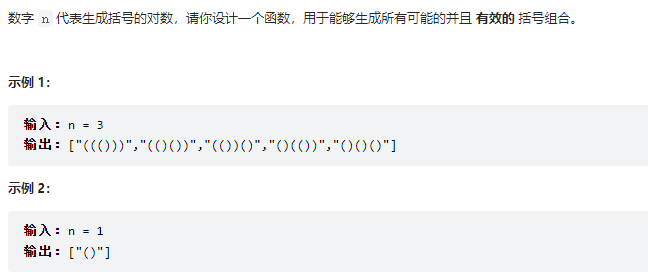 数字 n 代表生成括号的对数，请你设计一个函数，用于能够生成所有可能的并且 有效的 括号组合。
示例 1：
输入：n = 3
输出：["((()))","(()())","(())()","()(())","()()()"]
示例 2：
输入：n = 1
输出：["()"]